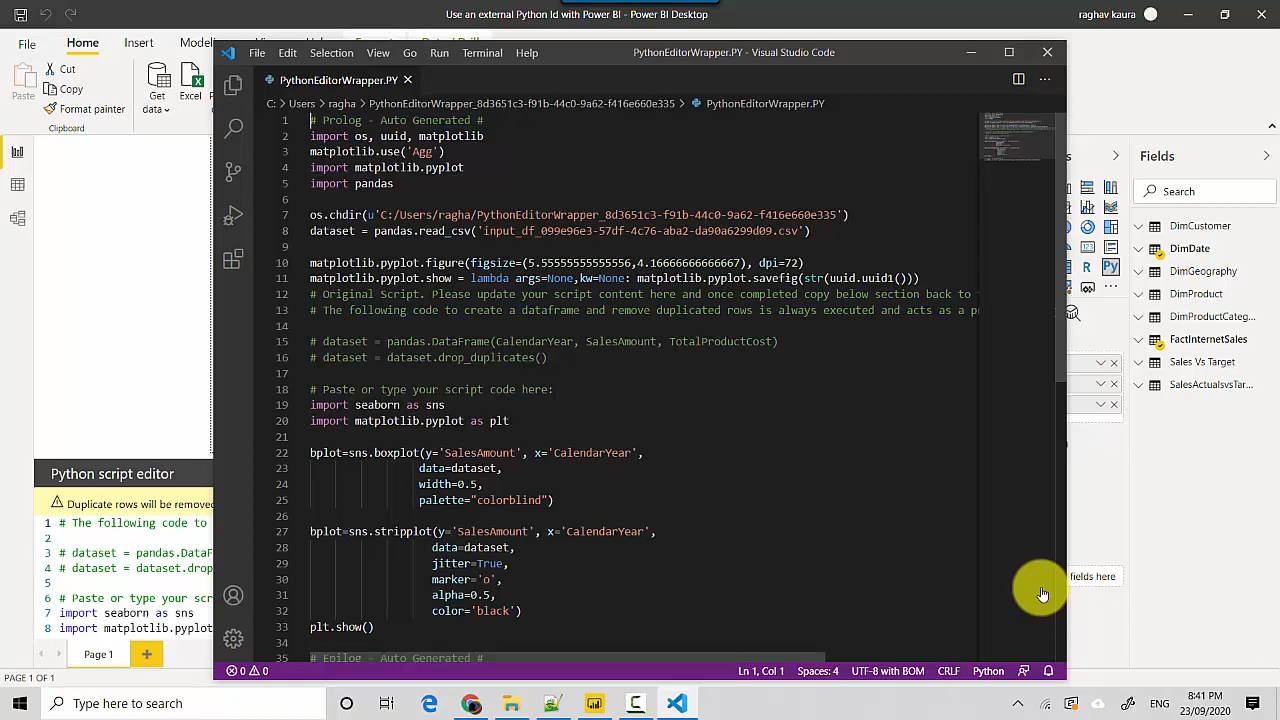 Use an external Python Id with Power BI - Power BI Desktop
raghav kaura
File
Home
Insert
Model
Cut
Copy
Format painter
Paste
Clipboard
Get
data
Excel
File Edit Selection View Go Run Terminal Help
PythonEditorWrapper.PY - Visual Studio Code
PythonEditorWrapper.PY
C: > Users > ragha > PythonEditorWrapper_8d3651c3-f91b-44c0-9a62-f416e660e335 > PythonEditorWrapper.PY
1 # Prolog - Auto Generated #
2 import os, uuid, matplotlib
3 matplotlib.use('Agg')
4 import matplotlib.pyplot
5 import pandas
6
7 os.chdir(u'C:/Users/ragha/PythonEditorWrapper_8d3651c3-f91b-44c0-9a62-f416e660e335')
8 dataset = pandas.read_csv('input_df_099e96e3-57df-4c76-aba2-da90a6299d09.csv')
9
10 matplotlib.pyplot.figure(figsize=(5.55555555555556,4.16666666666667), dpi=72)
11 matplotlib.pyplot.show = lambda args=None,kw=None: matplotlib.pyplot.savefig(str(uuid.uuid1()))
12 # Original Script. Please update your script content here and once completed copy below section back to
13 # The following code to create a dataframe and remove duplicated rows is always executed and acts as a p
14
15 # dataset = pandas.DataFrame(CalendarYear, SalesAmount, TotalProductCost)
16 # dataset = dataset.drop_duplicates()
17
18 # Paste or type your script code here:
19 import seaborn as sns
20 import matplotlib.pyplot as plt
21
22 bplot=sns.boxplot(y='SalesAmount', x='CalendarYear',
23 data=dataset,
24 width=0.5,
25 palette="colorblind")
26
27 bplot=sns.stripplot(y='SalesAmount', x='CalendarYear',
28 data=dataset,
29 jitter=True,
30 marker='o',
31 alpha=0.5,
32 color='black')
33 plt.show()
34
35 # Epilog - Auto Generated #
0 0
Ln 1, Col 1
Spaces: 4
UTF-8 with BOM
CRLF
Python
Python script editor
Duplicate rows will be removed
1 # The following code to
2
3 # dataset = pandas.DataF
4 # dataset = dataset.drop
5
6 # Paste or type your scr
7 import seaborn as sns
8 import matplotlib.pyplot
Page 1
PAGE 1 OF 1
Fields
Search
DimCustomer
DimDate
DimGeography
DimProduct
DimProductCateg...
FactInternetSales
Sales Vs Target
SalesActualsvsTar...
R
Py
fields here
Type here to search
8:41 PM
23/09/2020